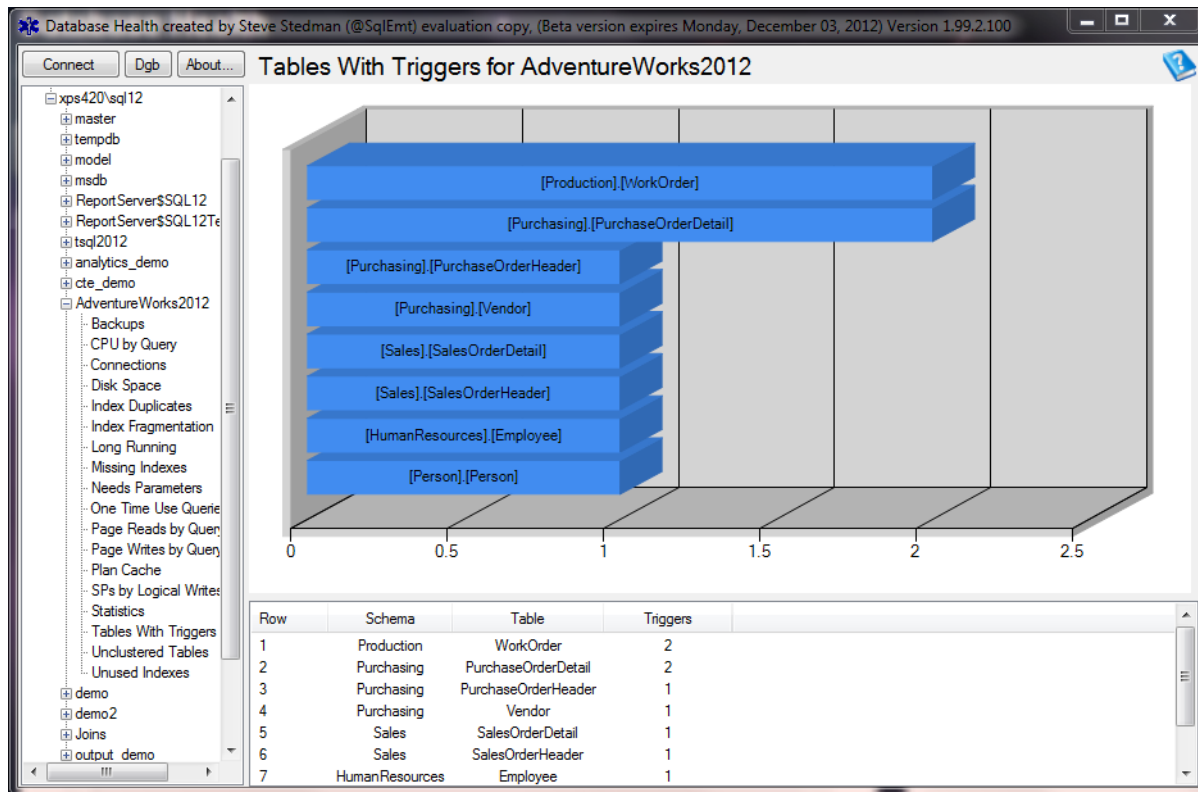 Database Health created by Steve Stedman (@SqlEmt) evaluation copy, (Beta version expires Monday, December 03, 2012) Version 1.99.2.100
Connect Dgb About... Tables With Triggers for AdventureWorks2012
xps420\sql12
master
tempdb
model
msdb
ReportServer$SQL12
ReportServer$SQL12Te
tsql2012
analytics_demo
cte_demo
AdventureWorks2012
Backups
CPU by Query
Connections
Disk Space
Index Duplicates
Index Fragmentation
Long Running
Missing Indexes
Needs Parameters
One Time Use Querie
Page Reads by Query
Page Writes by Query
Plan Cache
SPs by Logical Writes
Statistics
Tables With Triggers
Unclustered Tables
Unused Indexes
demo
demo2
Joins
output_demo
[Production].[WorkOrder]
[Purchasing].[PurchaseOrderDetail]
[Purchasing].[PurchaseOrderHeader]
[Purchasing].[Vendor]
[Sales].[SalesOrderDetail]
[Sales].[SalesOrderHeader]
[HumanResources].[Employee]
[Person].[Person]
0 0.5 1 1.5 2 2.5
Row Schema Table Triggers
1 Production WorkOrder 2
2 Purchasing PurchaseOrderDetail 2
3 Purchasing PurchaseOrderHeader 1
4 Purchasing Vendor 1
5 Sales SalesOrderDetail 1
6 Sales SalesOrderHeader 1
7 HumanResources Employee 1